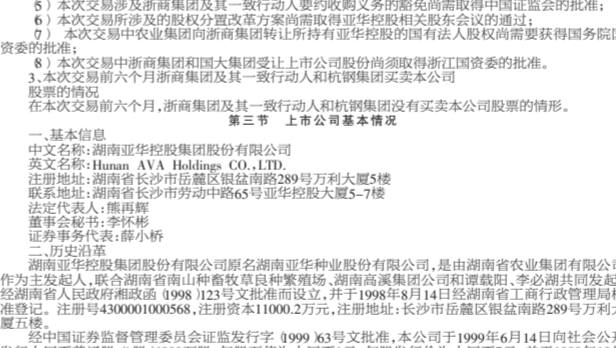 5）本次交易涉及浙商集团及其一致行动人要约收购义务的豁免尚需取得中国证监会的批准；
6）本次交易所涉及的股权分置改革方案尚需取得亚华控股相关股东会议的通过；
7） 本次交易中农业集团向浙商集团转让所持有亚华控股的国有法人股权尚需要获得国务院国
资委的批准；
8）本次交易中浙商集团和国大集团受让上市公司股份尚须取得浙江国资委的批准。
3、本次交易前六个月浙商集团及其一致行动人和杭钢集团买卖本公司
股票的情况
在本次交易前六个月，浙商集团及其一致行动人和杭钢集团没有买卖本公司股票的情形。
第三节 上市公司基本情况
一、基本信息
中文名称：湖南亚华控股集团股份有限公司
英文名称：Hunan AVA Holdings CO.,LTD.
注册地址：湖南省长沙市岳麓区银盆南路289号万利大厦5楼
联系地址：湖南省长沙市劳动中路65号亚华控股大厦5-7楼
法定代表人：熊再辉
董事会秘书：李怀彬
证券事务代表：薛小桥
二、历史沿革
湖南亚华控股集团股份有限公司原名湖南亚华种业股份有限公司，是由湖南省农业集团有限公
作为主发起人，联合湖南省南山种畜牧草良种繁殖场、湖南高溪集团公司和谭载阳、李必湖共同发起
经湖南省人民政府湘政函（1998）123号文批准而设立，并于1998年8月14日经湖南省工商行政管理局核
准登记。注册号4300001000568，注册资本11000.2万元，注册地址：长沙市岳麓区银盆南路289号万利大
厦五楼。
经中国证券监督管理委员会证监发行字（1999）63号文批准，本公司于1999年6月14日向社会公